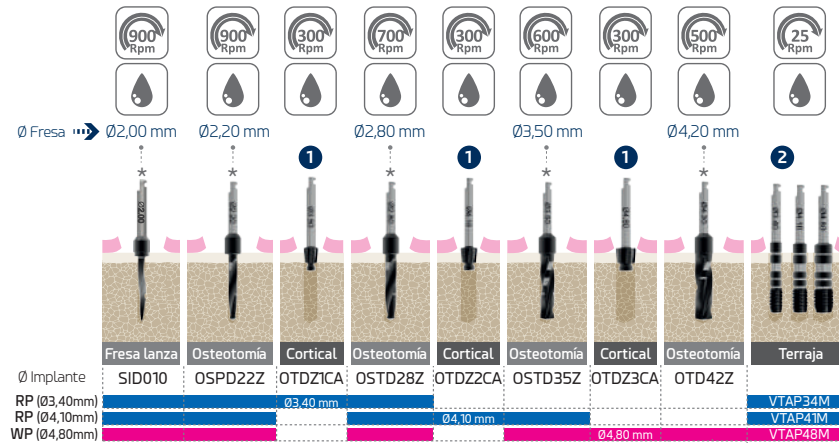 900 Rpm 900 Rpm 300 Rpm 700 Rpm 300 Rpm 600 Rpm 300 Rpm 500 Rpm 25 Rpm
Ø Fresa Ø2,00 mm Ø2,20 mm Ø2,80 mm Ø3,50 mm Ø4,20 mm
1 1 1 2
* * * * *
Ø2.00
Fresa lanza Osteotomía Cortical Osteotomía Cortical Osteotomía Cortical Osteotomía Terraja
Ø Implante SID010 OSPD22Z OTDZ1CA OSTD28Z OTDZ2CA OSTD35Z OTDZ3CA OTD42Z
RP (Ø3,40mm) Ø3,40 mm VTAP34M
RP (Ø4,10mm) Ø4,10 mm VTAP41M
WP (Ø4,80mm) Ø4,80 mm VTAP48M